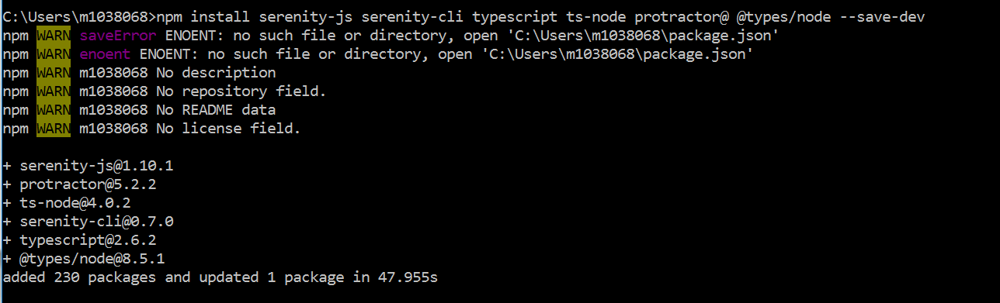 C:\Users\m1038068>npm install serenity-js serenity-cli typescript ts-node protractor@ @types/node --save-dev
npm WARN saveError ENOENT: no such file or directory, open 'C:\Users\m1038068\package.json'
npm WARN enoent ENOENT: no such file or directory, open 'C:\Users\m1038068\package.json'
npm WARN m1038068 No description
npm WARN m1038068 No repository field.
npm WARN m1038068 No README data
npm WARN m1038068 No license field.
+ serenity-js@1.10.1
+ protractor@5.2.2
+ ts-node@4.0.2
+ serenity-cli@0.7.0
+ typescript@2.6.2
+ @types/node@8.5.1
added 230 packages and updated 1 package in 47.955s